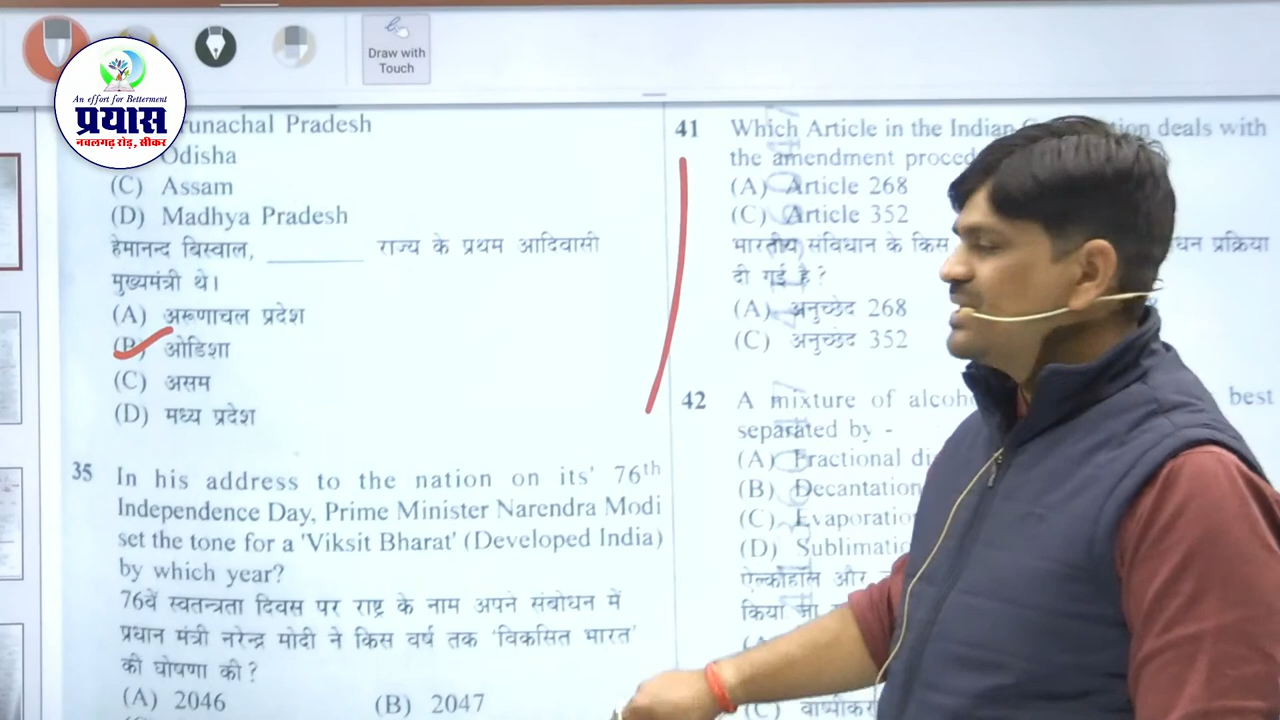 Draw with
Touch
An effort for Betterment
प्रयास
नवलगढ़ रोड़, सीकर
runachal Pradesh
Odisha
(C) Assam
(D) Madhya Pradesh
हेमानन्द बिस्वाल, ________ राज्य के प्रथम आदिवासी
मुख्यमंत्री थे।
(A) अरूणाचल प्रदेश
(B) ओडिशा
(C) असम
(D) मध्य प्रदेश
35 In his address to the nation on its' 76th
Independence Day, Prime Minister Narendra Modi
set the tone for a 'Viksit Bharat' (Developed India)
by which year?
76वें स्वतन्त्रता दिवस पर राष्ट्र के नाम अपने संबोधन में
प्रधान मंत्री नरेन्द्र मोदी ने किस वर्ष तक 'विकसित भारत'
की घोषणा की?
(A) 2046 (B) 2047
41 Which Article in the Indian deals with
the amendment
(A) Article 268
(C) Article 352
भारतीय संविधान के किस प्रक्रिया
दी गई है?
(A) अनुच्छेद 268
(C) अनुच्छेद 352
42 A mixture of best
separated by -
(A) Fractional
(B) Decantation
(C)
(D)
ऐल्कोहॉल और
किया जा
(C)